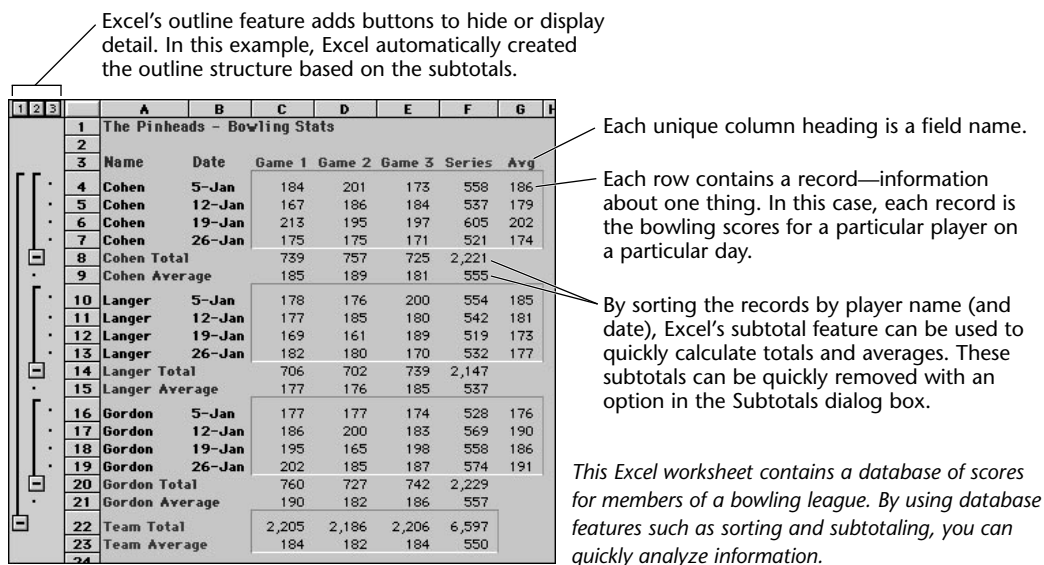 Excel's outline feature adds buttons to hide or display
detail. In this example, Excel automatically created
the outline structure based on the subtotals.
1 2 3 A B C D E F G H
1 The Pinheads - Bowling Stats
2
3 Name Date Game 1 Game 2 Game 3 Series Avg
4 Cohen 5-Jan 184 201 173 558 186
5 Cohen 12-Jan 167 186 184 537 179
6 Cohen 19-Jan 213 195 197 605 202
7 Cohen 26-Jan 175 175 171 521 174
8 Cohen Total 739 757 725 2,221
9 Cohen Average 185 189 181 555
10 Langer 5-Jan 178 176 200 554 185
11 Langer 12-Jan 177 185 180 542 181
12 Langer 19-Jan 169 161 189 519 173
13 Langer 26-Jan 182 180 170 532 177
14 Langer Total 706 702 739 2,147
15 Langer Average 177 176 185 537
16 Gordon 5-Jan 177 177 174 528 176
17 Gordon 12-Jan 186 200 183 569 190
18 Gordon 19-Jan 195 165 198 558 186
19 Gordon 26-Jan 202 185 187 574 191
20 Gordon Total 760 727 742 2,229
21 Gordon Average 190 182 186 557
22 Team Total 2,205 2,186 2,206 6,597
23 Team Average 184 182 184 550
24
Each unique column heading is a field name.
Each row contains a record—information
about one thing. In this case, each record is
the bowling scores for a particular player on
a particular day.
By sorting the records by player name (and
date), Excel's subtotal feature can be used to
quickly calculate totals and averages. These
subtotals can be quickly removed with an
option in the Subtotals dialog box.
This Excel worksheet contains a database of scores
for members of a bowling league. By using database
features such as sorting and subtotaling, you can
quickly analyze information.